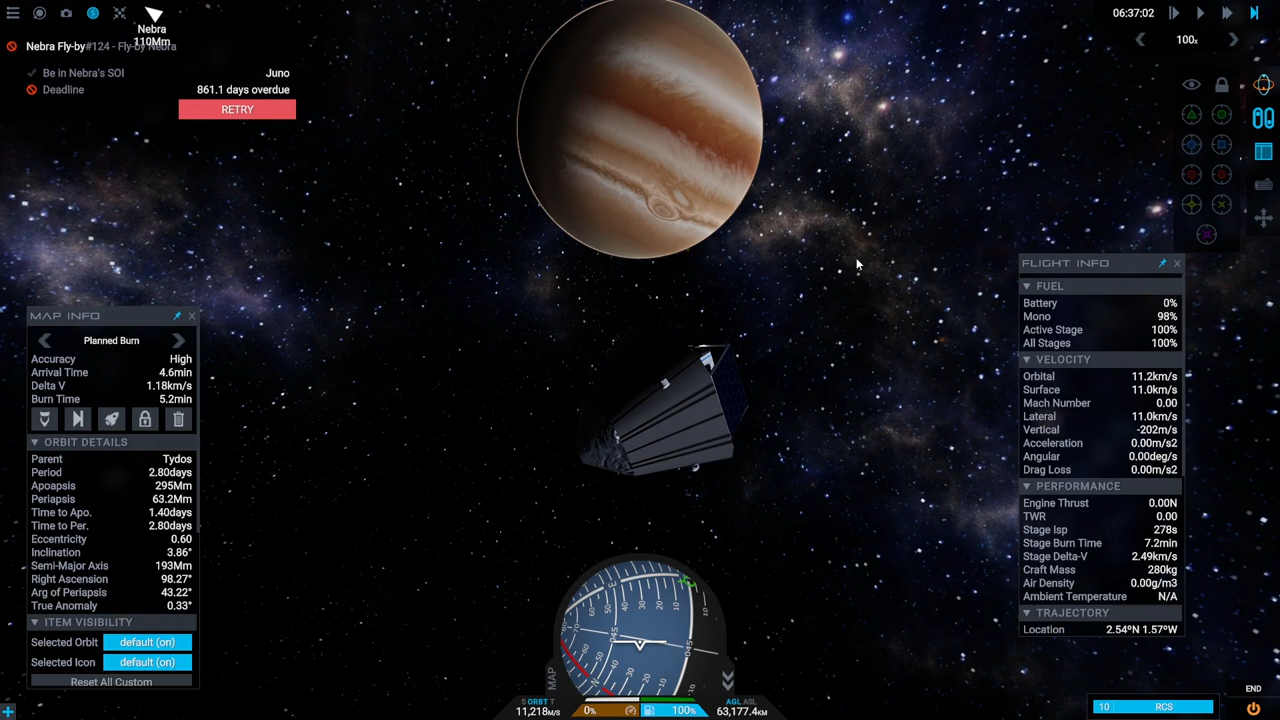 Nebra
110Mm
Nebra Fly-by#124 - Fly-by Nebra
Be in Nebra's SOI Juno
Deadline 861.1 days overdue
RETRY
06:37:02
100x
MAP INFO
Planned Burn
Accuracy High
Arrival Time 4.6min
Delta V 1.18km/s
Burn Time 5.2min
ORBIT DETAILS
Parent Tydos
Period 2.80days
Apoapsis 295Mm
Periapsis 63.2Mm
Time to Apo. 1.40days
Time to Per. 2.80days
Eccentricity 0.60
Inclination 3.86°
Semi-Major Axis 193Mm
Right Ascension 98.27°
Arg of Periapsis 43.22°
True Anomaly 0.33°
ITEM VISIBILITY
Selected Orbit default (on)
Selected Icon default (on)
Reset All Custom
FLIGHT INFO
FUEL
Battery 0%
Mono 98%
Active Stage 100%
All Stages 100%
VELOCITY
Orbital 11.2km/s
Surface 11.0km/s
Mach Number 0.00
Lateral 11.0km/s
Vertical -202m/s
Acceleration 0.00m/s2
Angular 0.00deg/s
Drag Loss 0.00m/s2
PERFORMANCE
Engine Thrust 0.00N
TWR 0.00
Stage Isp 278s
Stage Burn Time 7.2min
Stage Delta-V 2.49km/s
Craft Mass 280kg
Air Density 0.00g/m3
Ambient Temperature N/A
TRAJECTORY
Location 2.54ºN 1.57ºW
MAP
S ORBT T
11,218M/S
0%
100%
AGL ASL
63,177.4KM
10 RCS
END